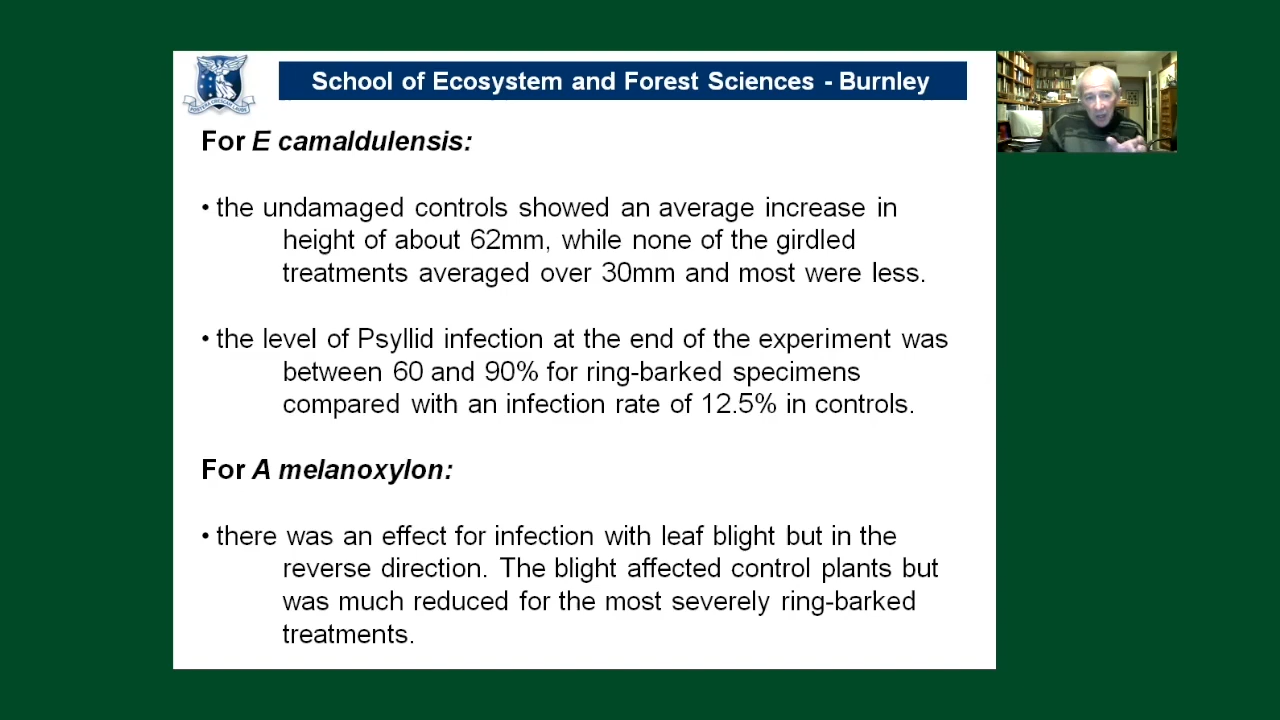 School of Ecosystem and Forest Sciences - Burnley
For E camaldulensis:
• the undamaged controls showed an average increase in
height of about 62mm, while none of the girdled
treatments averaged over 30mm and most were less.
• the level of Psyllid infection at the end of the experiment was
between 60 and 90% for ring-barked specimens
compared with an infection rate of 12.5% in controls.
For A melanoxylon:
• there was an effect for infection with leaf blight but in the
reverse direction. The blight affected control plants but
was much reduced for the most severely ring-barked
treatments.